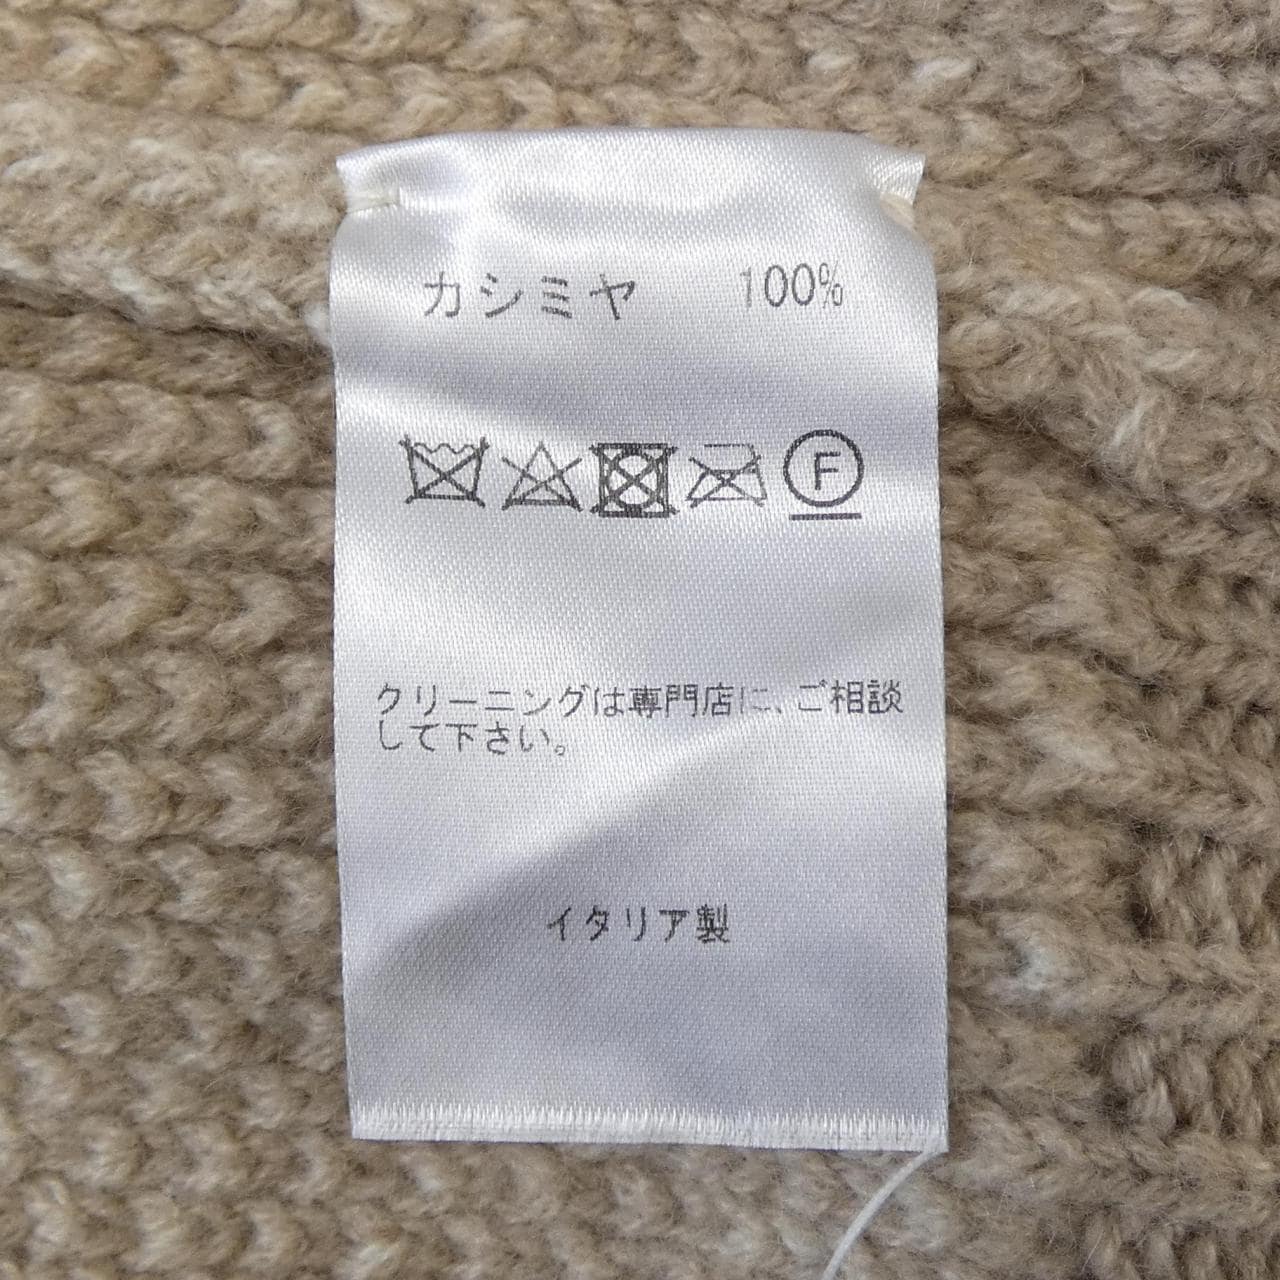 カシミヤ 100%
F
クリーニングは専門店に、ご相談
して下さい。
イタリア製